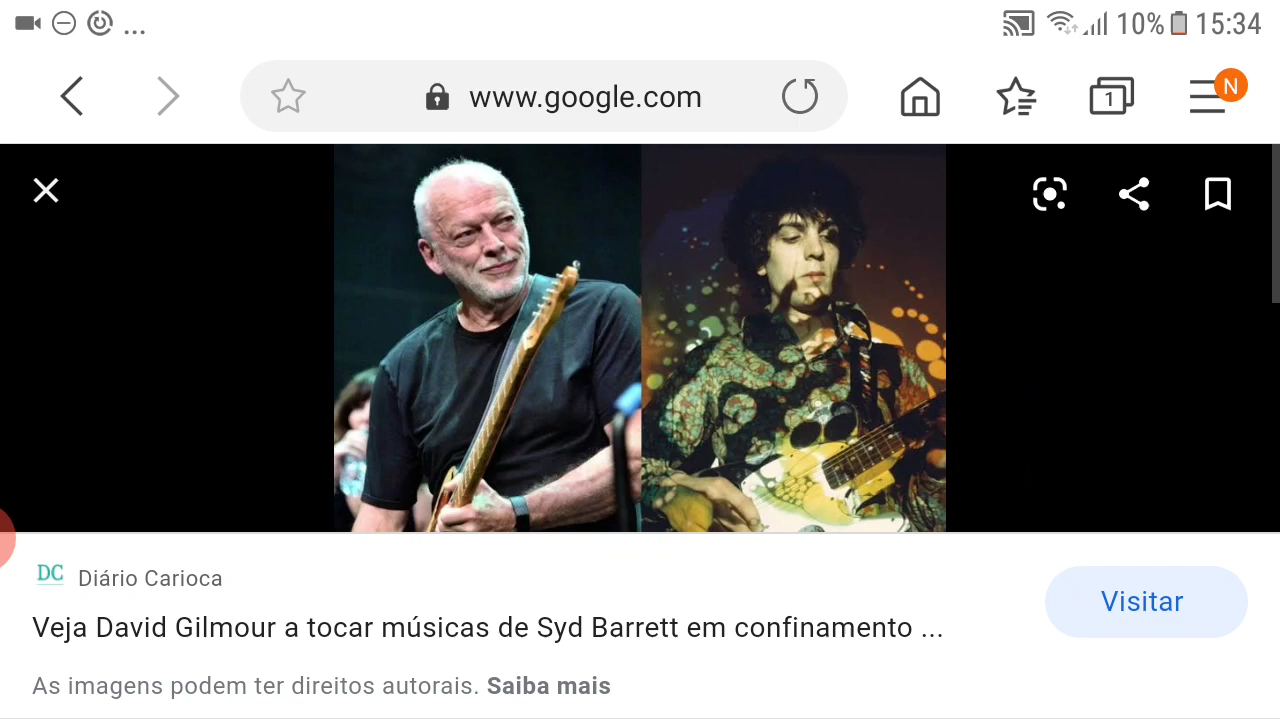 ... 10% 15:34
www.google.com 1 N
DC Diário Carioca
Visitar
Veja David Gilmour a tocar músicas de Syd Barrett em confinamento ...
As imagens podem ter direitos autorais. Saiba mais